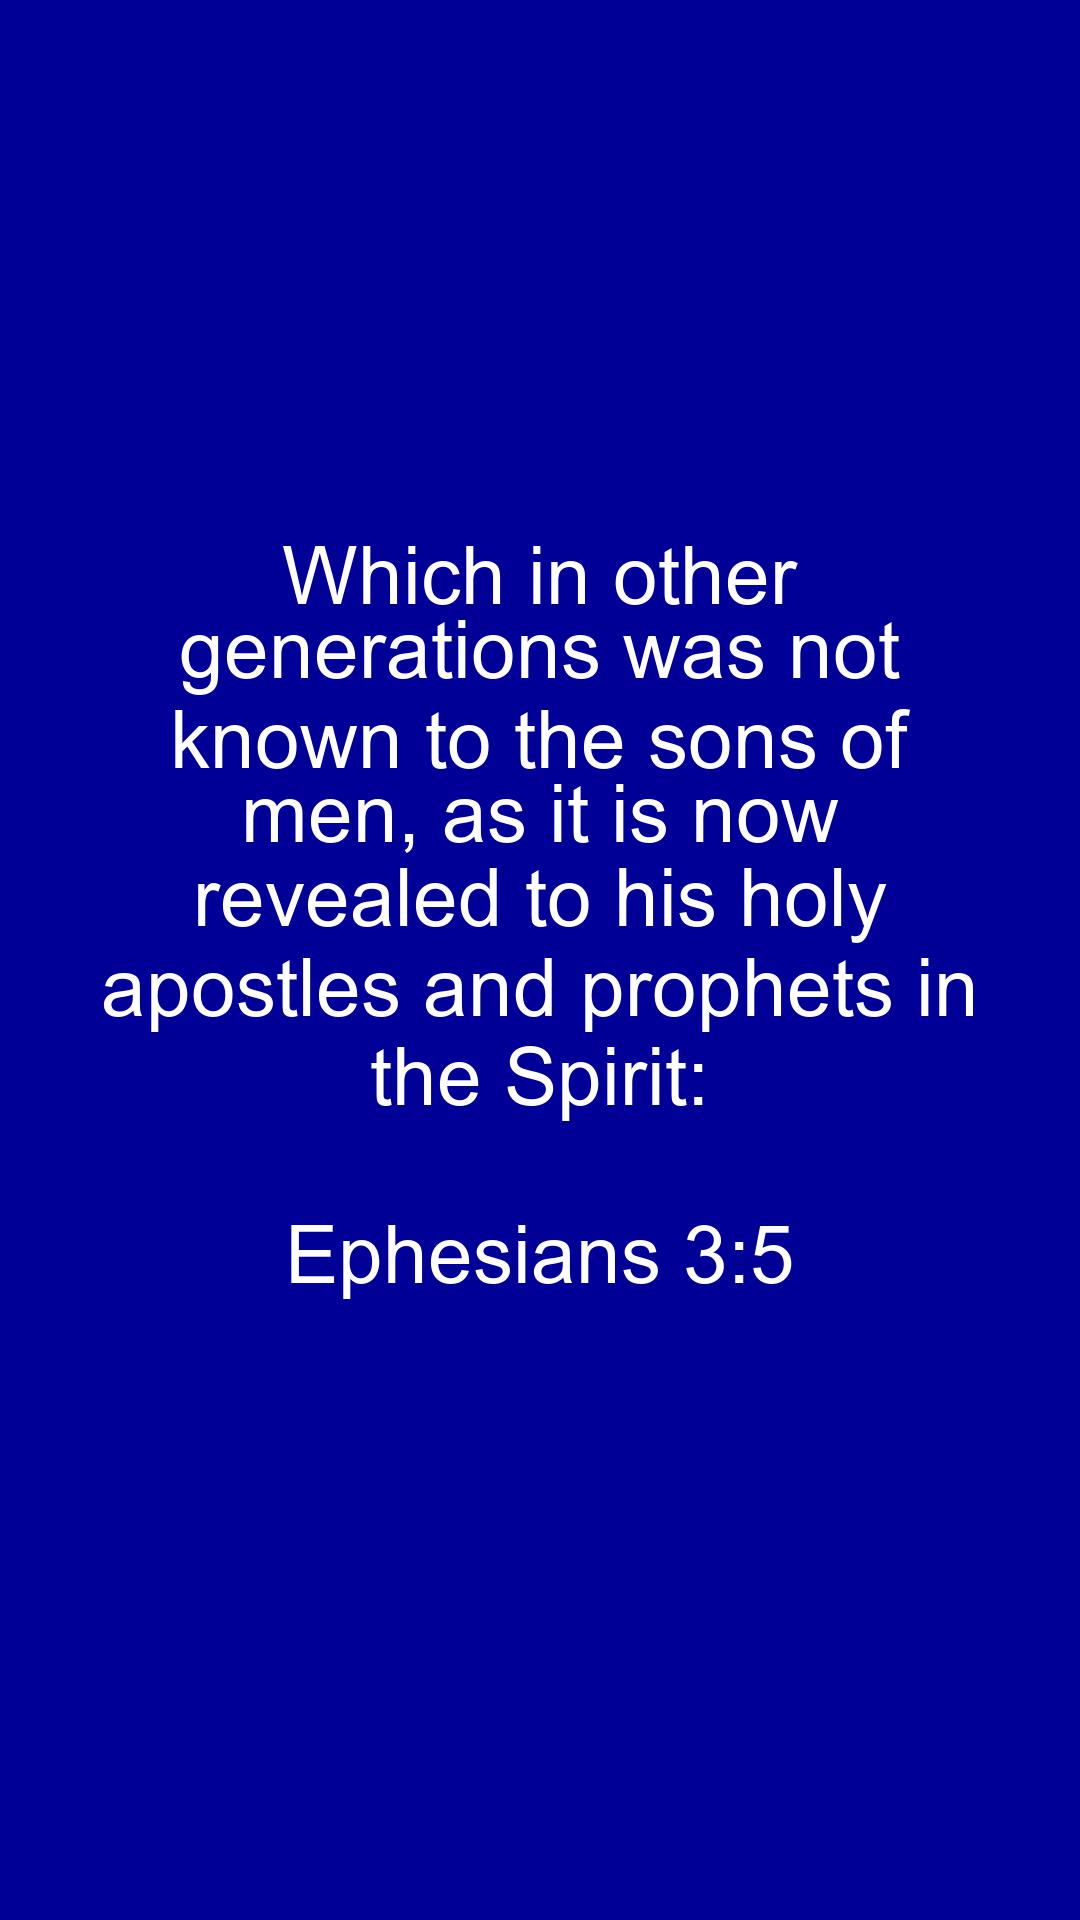 Which in other
generations was not
known to the sons of
men, as it is now
revealed to his holy
apostles and prophets in
the Spirit:
Ephesians 3:5